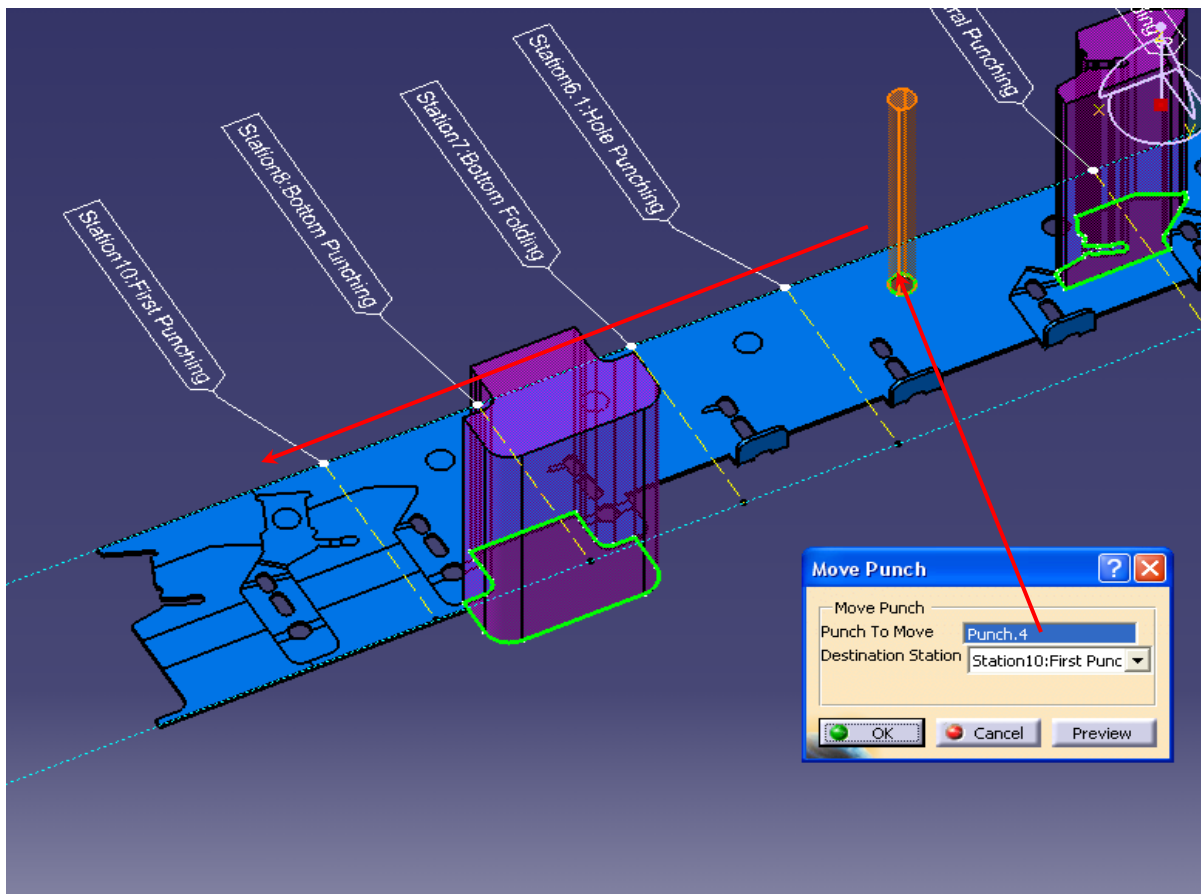 Station10:First Punching
Station8:Bottom Punching
Station7:Bottom Folding
Station6.1:Hole Punching
Punching
X
Y
Move Punch
Move Punch
Punch To Move
Punch.4
Destination Station
Station10:First Punc
OK
Cancel
Preview